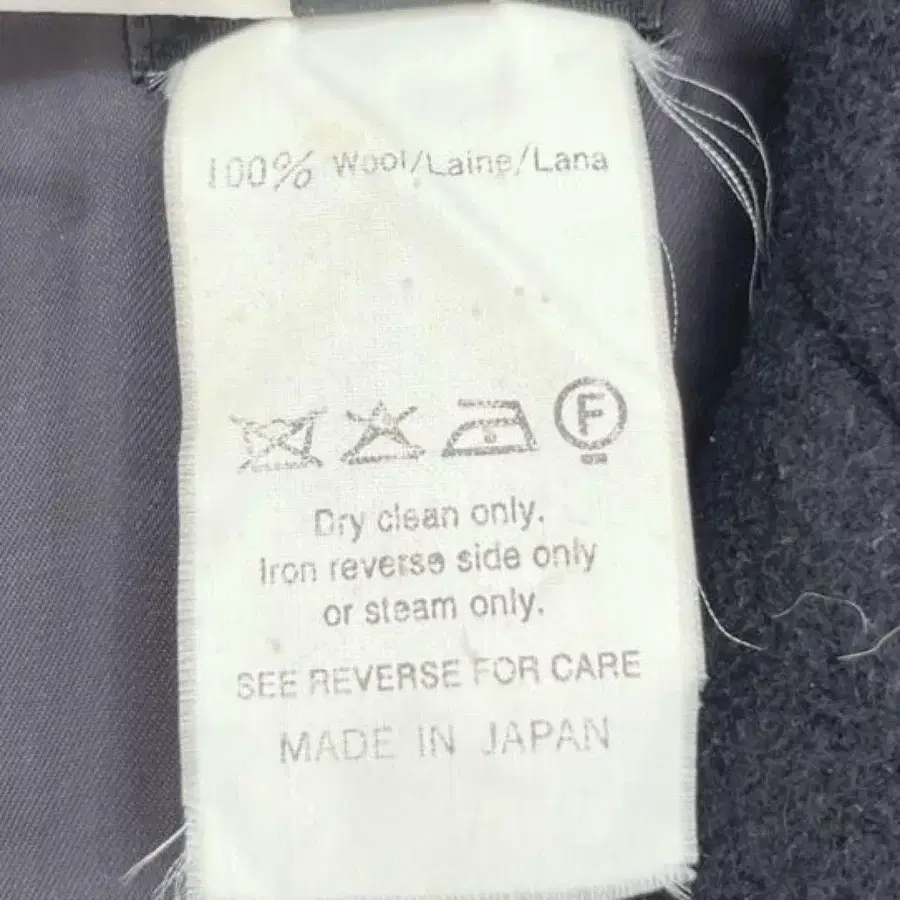 100% Wool/Laine/Lana
F
Dry clean only.
Iron reverse side only
or steam only.
SEE REVERSE FOR CARE
MADE IN JAPAN